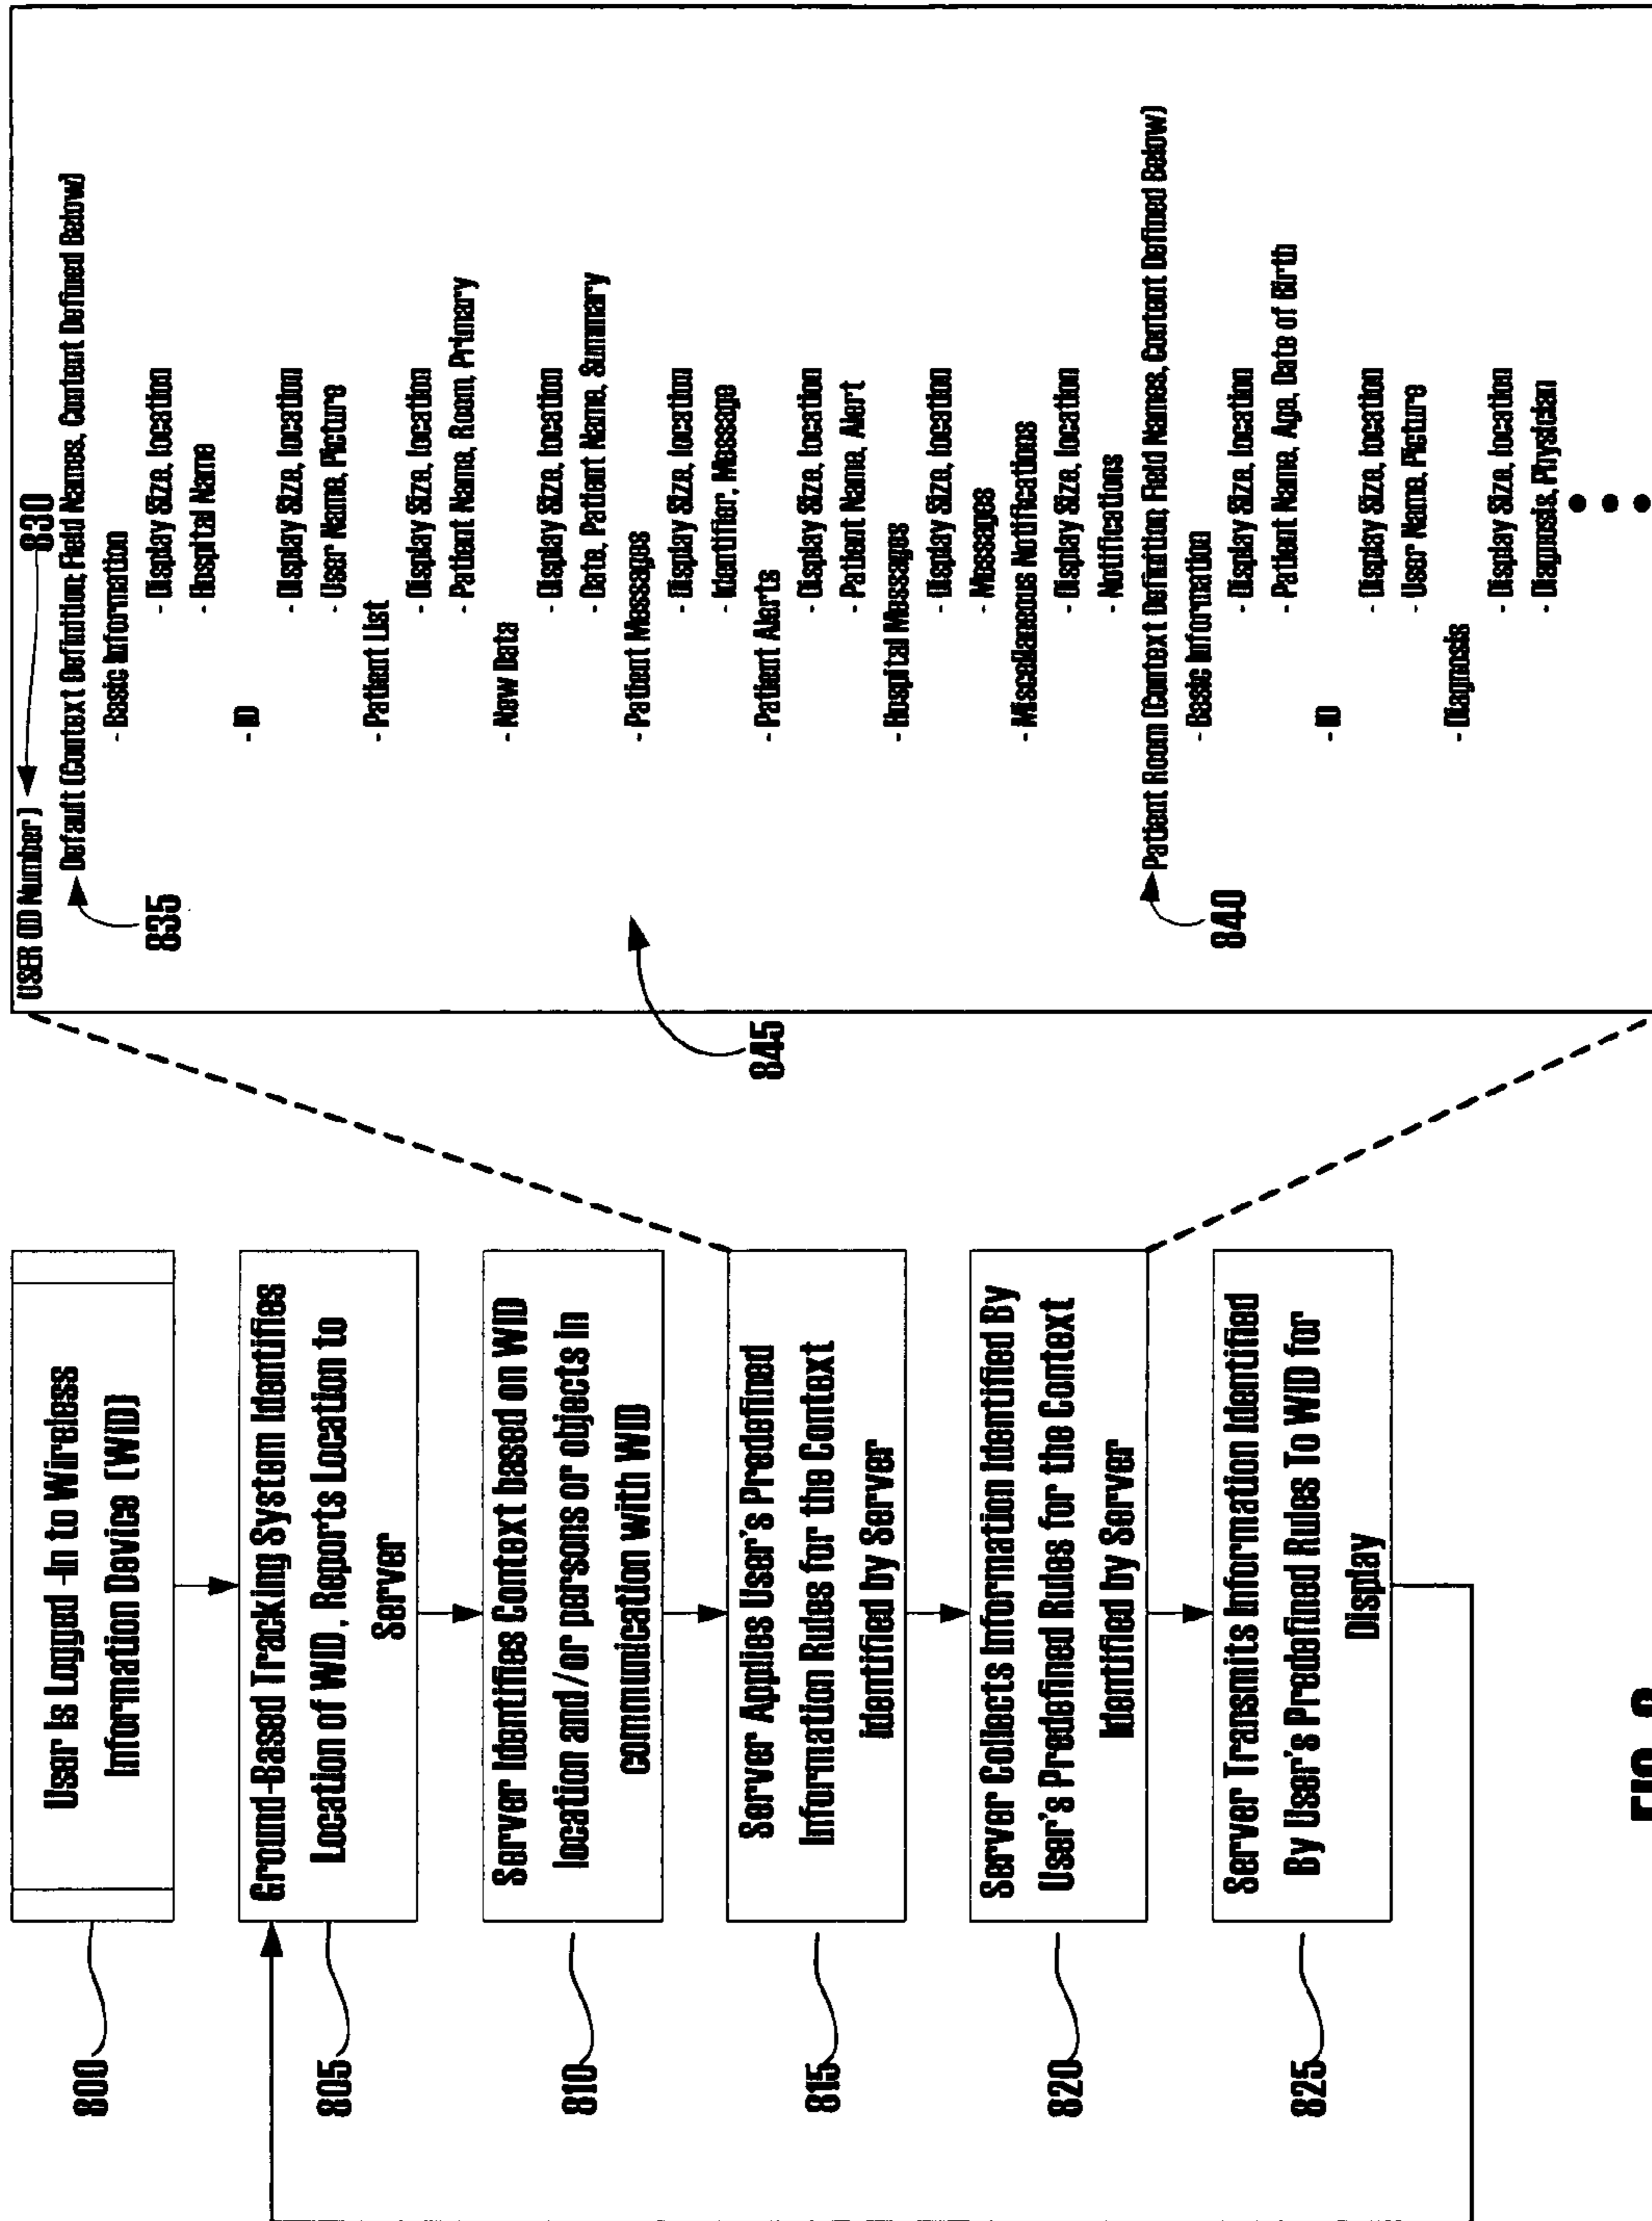 800
User Is Logged-In to Wireless
Information Device (WID)
805
Ground-Based Tracking System Identifies
Location of WID, Reports Location to
Server
810
Server Identifies Context based on WID
location and/or persons or objects in
communication with WID
815
Server Applies User's Predefined
Information Rules for the Context
identified by Server
820
Server Collects Information Identified By
User's Predefined Rules for the Context
Identified by Server
825
Server Transmits Information Identified
By User's Predefined Rules To WID for
Display
USER (ID Number)
830
Default (Context Definition; Field Names, Content Defined Below)
835
- Basic Information
- Display Size, location
- Hospital Name
- ID
- Display Size, location
- User Name, Picture
- Patient List
- Display Size, location
- Patient Name, Room, Primary
- New Data
- Display Size, location
- Date, Patient Name, Summary
- Patient Messages
- Display Size, location
- Identifier, Message
- Patient Alerts
- Display Size, location
- Patient Name, Alert
- Hospital Messages
- Display Size, location
- Messages
- Miscellaneous Notifications
- Display Size, location
- Notifications
845
Patient Room (Context Definition; Field Names, Content Defined Below)
840
- Basic Information
- Display Size, location
- Patient Name, Age, Date of Birth
- ID
- Display Size, location
- User Name, Picture
- Diagnosis
- Display Size, location
- Diagnosis, Physician